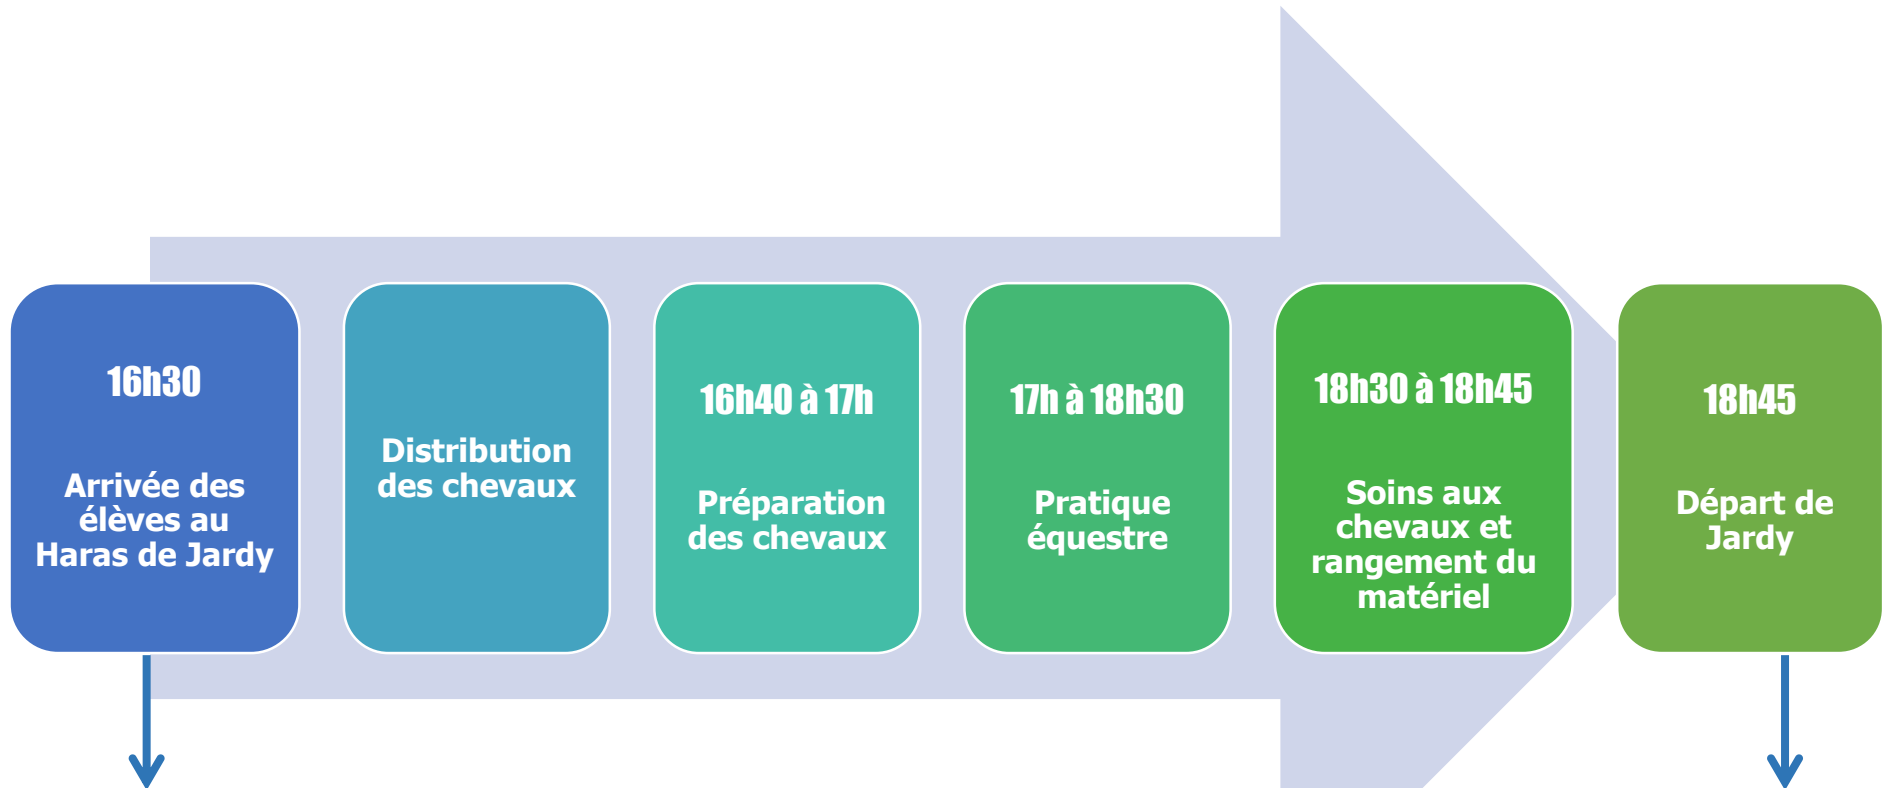 16h30
Arrivée des
élèves au
Haras de Jardy
Distribution
des chevaux
16h40 à 17h
Préparation
des chevaux
17h à 18h30
Pratique
équestre
18h30 à 18h45
Soins aux
chevaux et
rangement du
matériel
18h45
Départ de
Jardy